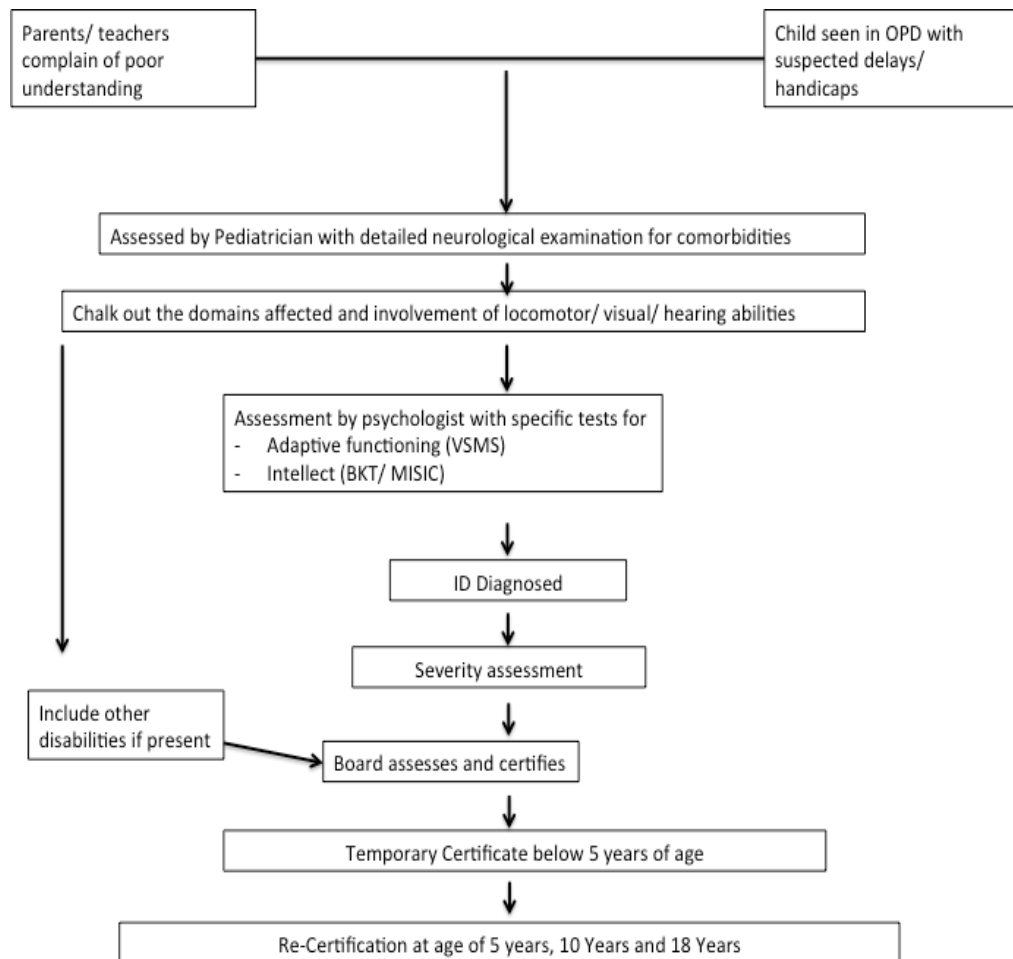 Parents/ teachers
complain of poor
understanding
Child seen in OPD with
suspected delays/
handicaps
Assessed by Pediatrician with detailed neurological examination for comorbidities
Chalk out the domains affected and involvement of locomotor/ visual/ hearing abilities
Assessment by psychologist with specific tests for
- Adaptive functioning (VSMS)
- Intellect (BKT/ MISIC)
ID Diagnosed
Severity assessment
Include other
disabilities if present
Board assesses and certifies
Temporary Certificate below 5 years of age
Re-Certification at age of 5 years, 10 Years and 18 Years